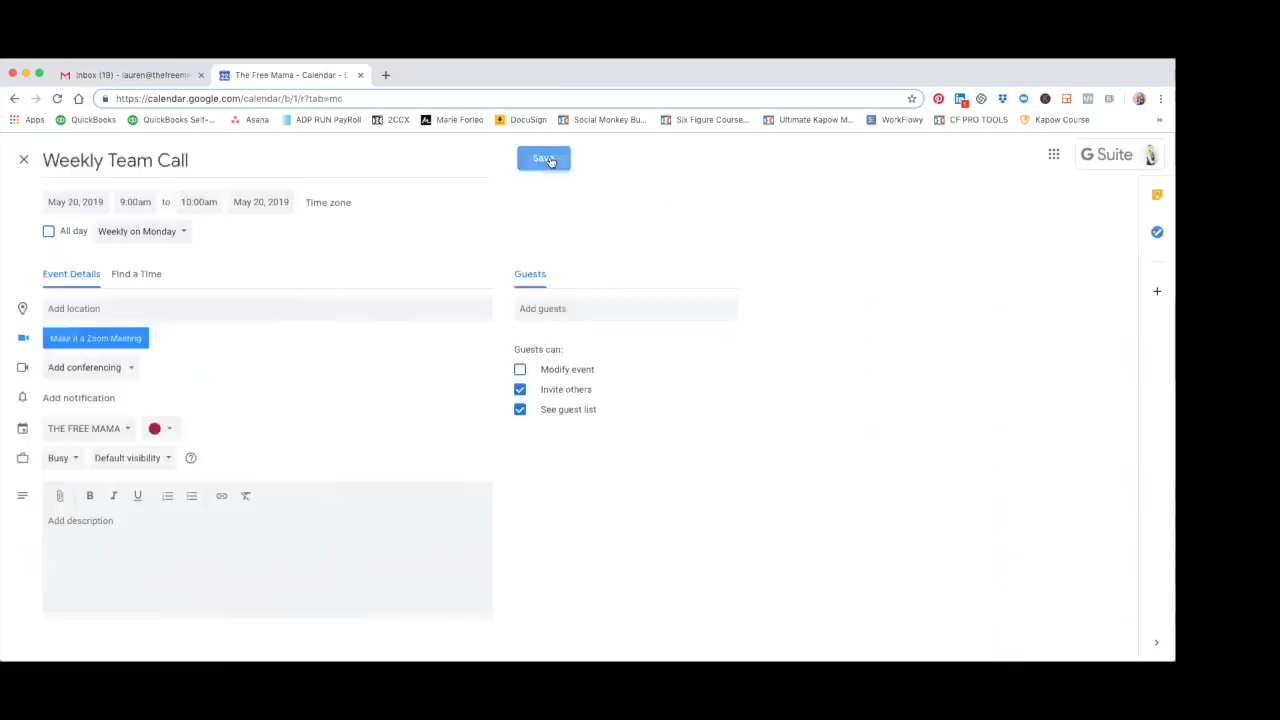 Inbox (19) - lauren@thefreem
The Free Mama - Calendar - E
https://calendar.google.com/calendar/b/1/r?tab=mc
Apps QuickBooks QuickBooks Self-... Asana ADP RUN PayRoll 2CCX Marie Forleo DocuSign Social Monkey Bu... Six Figure Course... Ultimate Kapow M... WorkFlowy CF PRO TOOLS Kapow Course »
Weekly Team Call
Save
G Suite
May 20, 2019 9:00am to 10:00am May 20, 2019 Time zone
All day Weekly on Monday
Event Details Find a Time
Guests
Add location
Add guests
Make it a Zoom Meeting
Guests can:
Add conferencing
Modify event
Invite others
Add notification
See guest list
THE FREE MAMA
Busy Default visibility
B I U
Add description